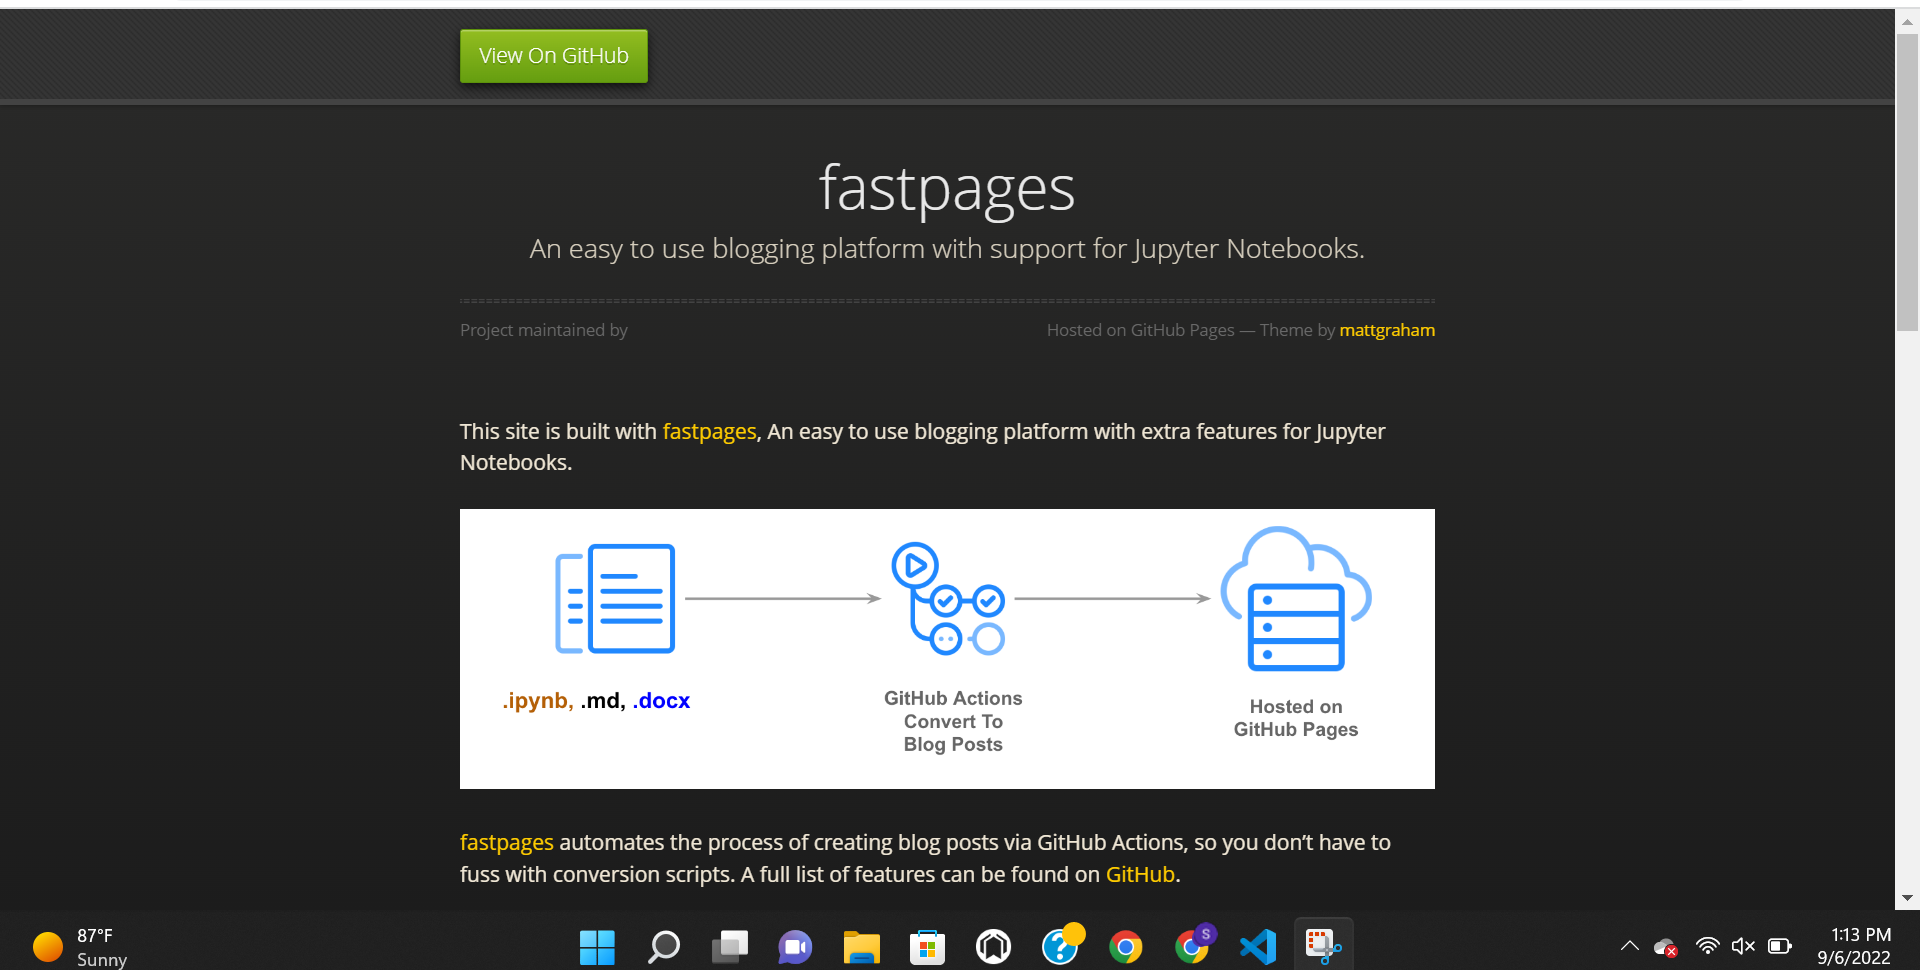 View On GitHub
fastpages
An easy to use blogging platform with support for Jupyter Notebooks.
Project maintained by
Hosted on GitHub Pages — Theme by mattgraham
This site is built with fastpages, An easy to use blogging platform with extra features for Jupyter
Notebooks.
.ipynb, .md, .docx
GitHub Actions
Convert To
Blog Posts
Hosted on
GitHub Pages
fastpages automates the process of creating blog posts via GitHub Actions, so you don’t have to
fuss with conversion scripts. A full list of features can be found on GitHub.
87°F
Sunny
S
1:13 PM
9/6/2022